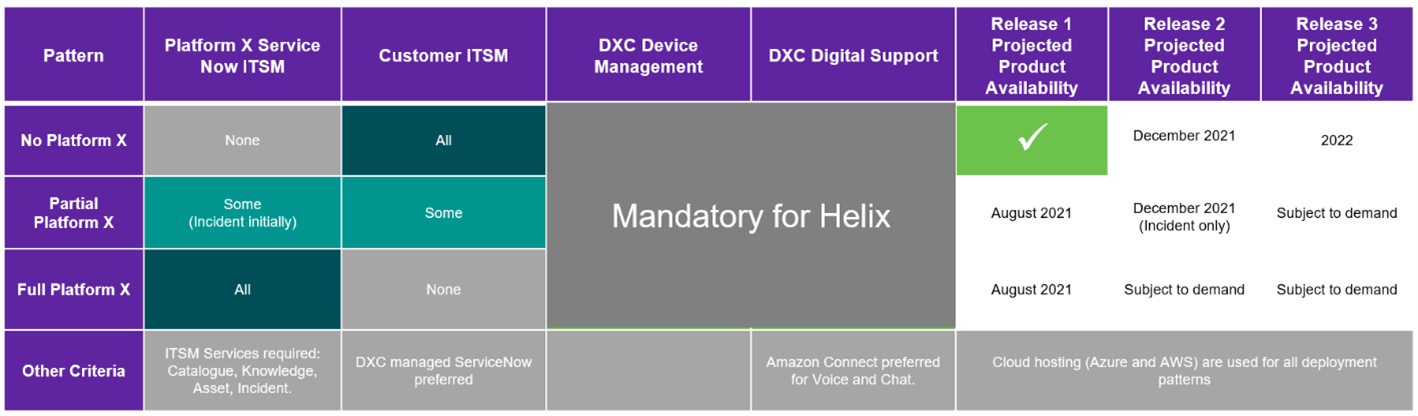 Pattern
Platform X Service
Now ITSM
Customer ITSM
DXC Device
Management
DXC Digital Support
Release 1
Projected
Product
Availability
Release 2
Projected
Product
Availability
Release 3
Projected
Product
Availability
No Platform X
None
All
Mandatory for Helix
December 2021
2022
Partial
Platform X
Some
(Incident initially)
Some
August 2021
December 2021
(Incident only)
Subject to demand
Full Platform X
All
None
August 2021
Subject to demand
Subject to demand
Other Criteria
ITSM Services required:
Catalogue, Knowledge,
Asset, Incident.
DXC managed ServiceNow
preferred
Amazon Connect preferred
for Voice and Chat.
Cloud hosting (Azure and AWS) are used for all deployment
patterns